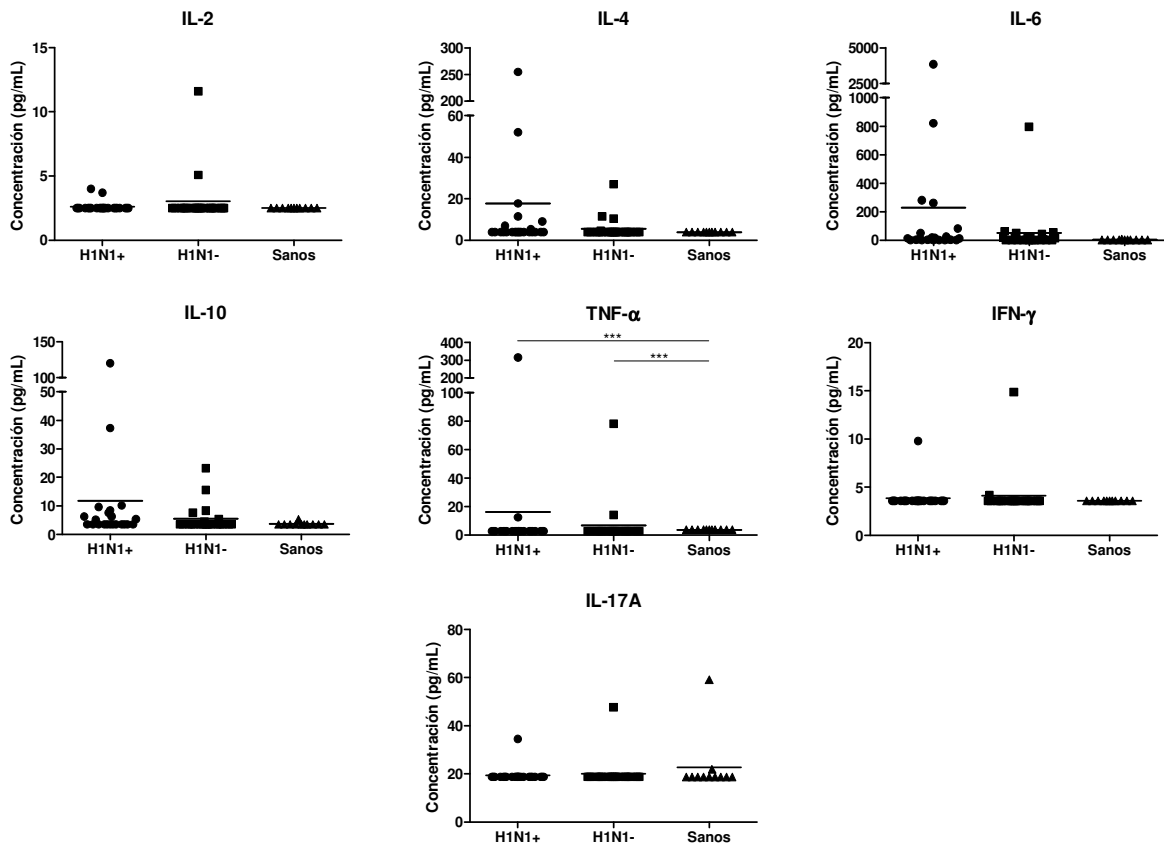 IL-2
Concentración (pg/mL)
15
10
5
0
H1N1+ H1N1- Sanos
IL-4
Concentración (pg/mL)
300
250
200
60
40
20
0
H1N1+ H1N1- Sanos
IL-6
Concentración (pg/mL)
5000
2500
1000
800
600
400
200
0
H1N1+ H1N1- Sanos
IL-10
Concentración (pg/mL)
150
100
50
40
30
20
10
0
H1N1+ H1N1- Sanos
TNF-α
***
***
Concentración (pg/mL)
400
300
200
100
80
60
40
20
0
H1N1+ H1N1- Sanos
IFN-γ
Concentración (pg/mL)
20
15
10
5
0
H1N1+ H1N1- Sanos
IL-17A
Concentración (pg/mL)
80
60
40
20
0
H1N1+ H1N1- Sanos